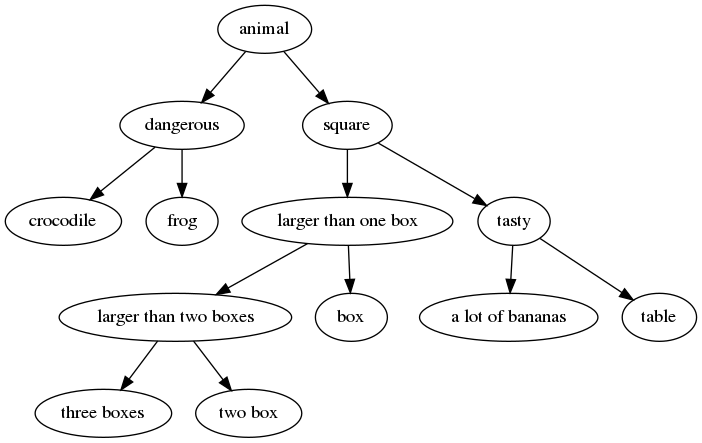 animal
dangerous
square
crocodile
frog
larger than one box
tasty
larger than two boxes
box
a lot of bananas
table
three boxes
two box